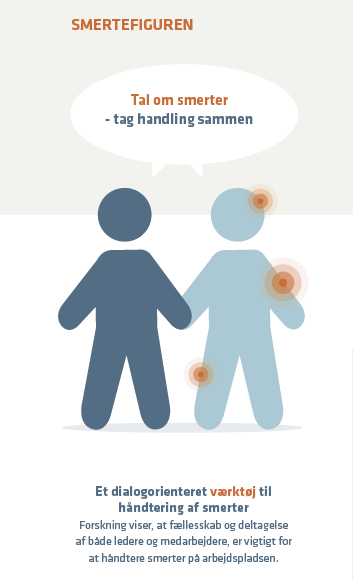 SMERTEFIGUREN
Tal om smerter
- tag handling sammen
Et dialogorienteret værktøj til
håndtering af smerter
Forskning viser, at fællesskab og deltagelse
af både ledere og medarbejdere, er vigtigt for
at håndtere smerter på arbejdspladsen.